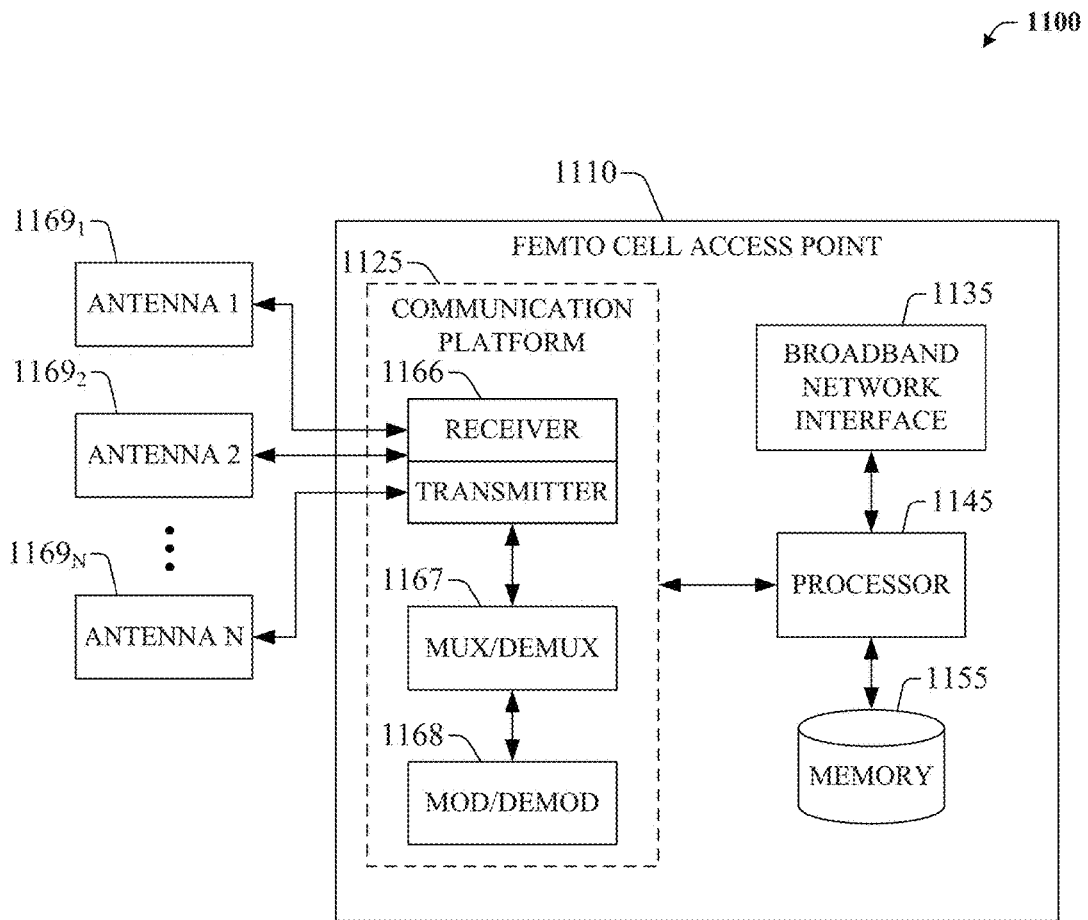 1100
1110
FEMTO CELL ACCESS POINT
1169₁
ANTENNA 1
1169₂
ANTENNA 2
1169ₙ
ANTENNA N
1125
COMMUNICATION
PLATFORM
1166
RECEIVER
TRANSMITTER
1167
MUX/DEMUX
1168
MOD/DEMOD
1135
BROADBAND
NETWORK
INTERFACE
1145
PROCESSOR
1155
MEMORY